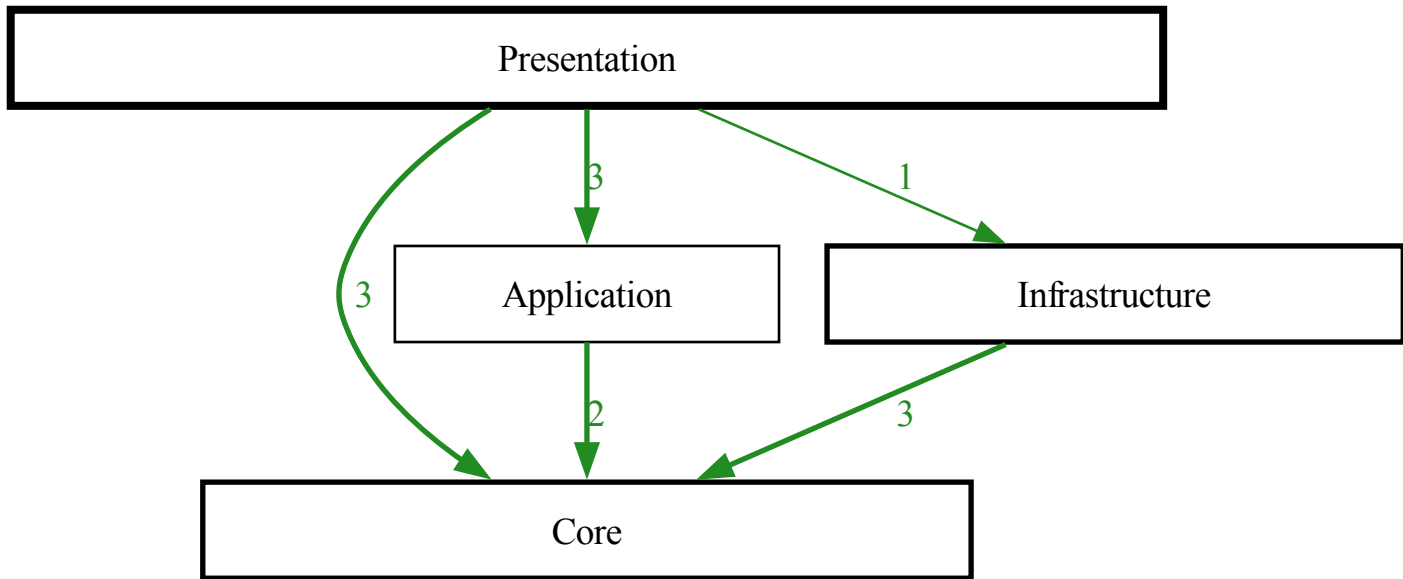 Presentation
3
1
Application
Infrastructure
3
2
3
Core